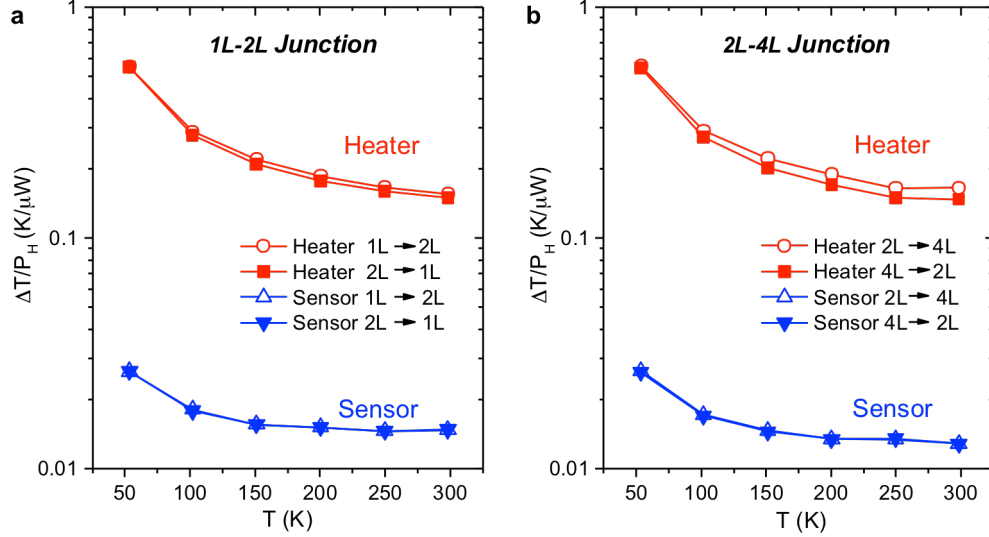 a
1L-2L Junction
1
0.1
0.01
ΔT/P_H (K/μW)
Heater
Heater 1L → 2L
Heater 2L → 1L
Sensor 1L → 2L
Sensor 2L → 1L
Sensor
50 100 150 200 250 300
T (K)
b
2L-4L Junction
1
0.1
0.01
ΔT/P_H (K/μW)
Heater
Heater 2L → 4L
Heater 4L → 2L
Sensor 2L → 4L
Sensor 4L → 2L
Sensor
50 100 150 200 250 300
T (K)